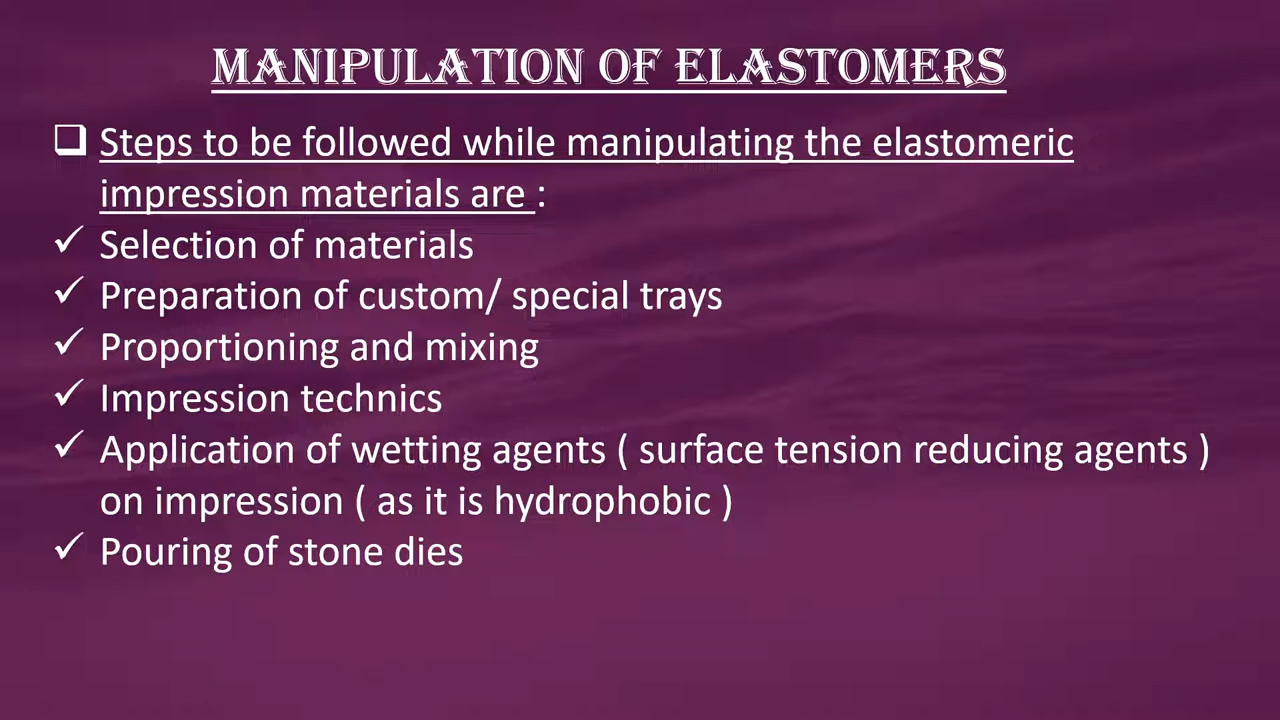 MANIPULATION OF ELASTOMERS
❑ Steps to be followed while manipulating the elastomeric
impression materials are :
✓ Selection of materials
✓ Preparation of custom/ special trays
✓ Proportioning and mixing
✓ Impression technics
✓ Application of wetting agents ( surface tension reducing agents )
on impression ( as it is hydrophobic )
✓ Pouring of stone dies